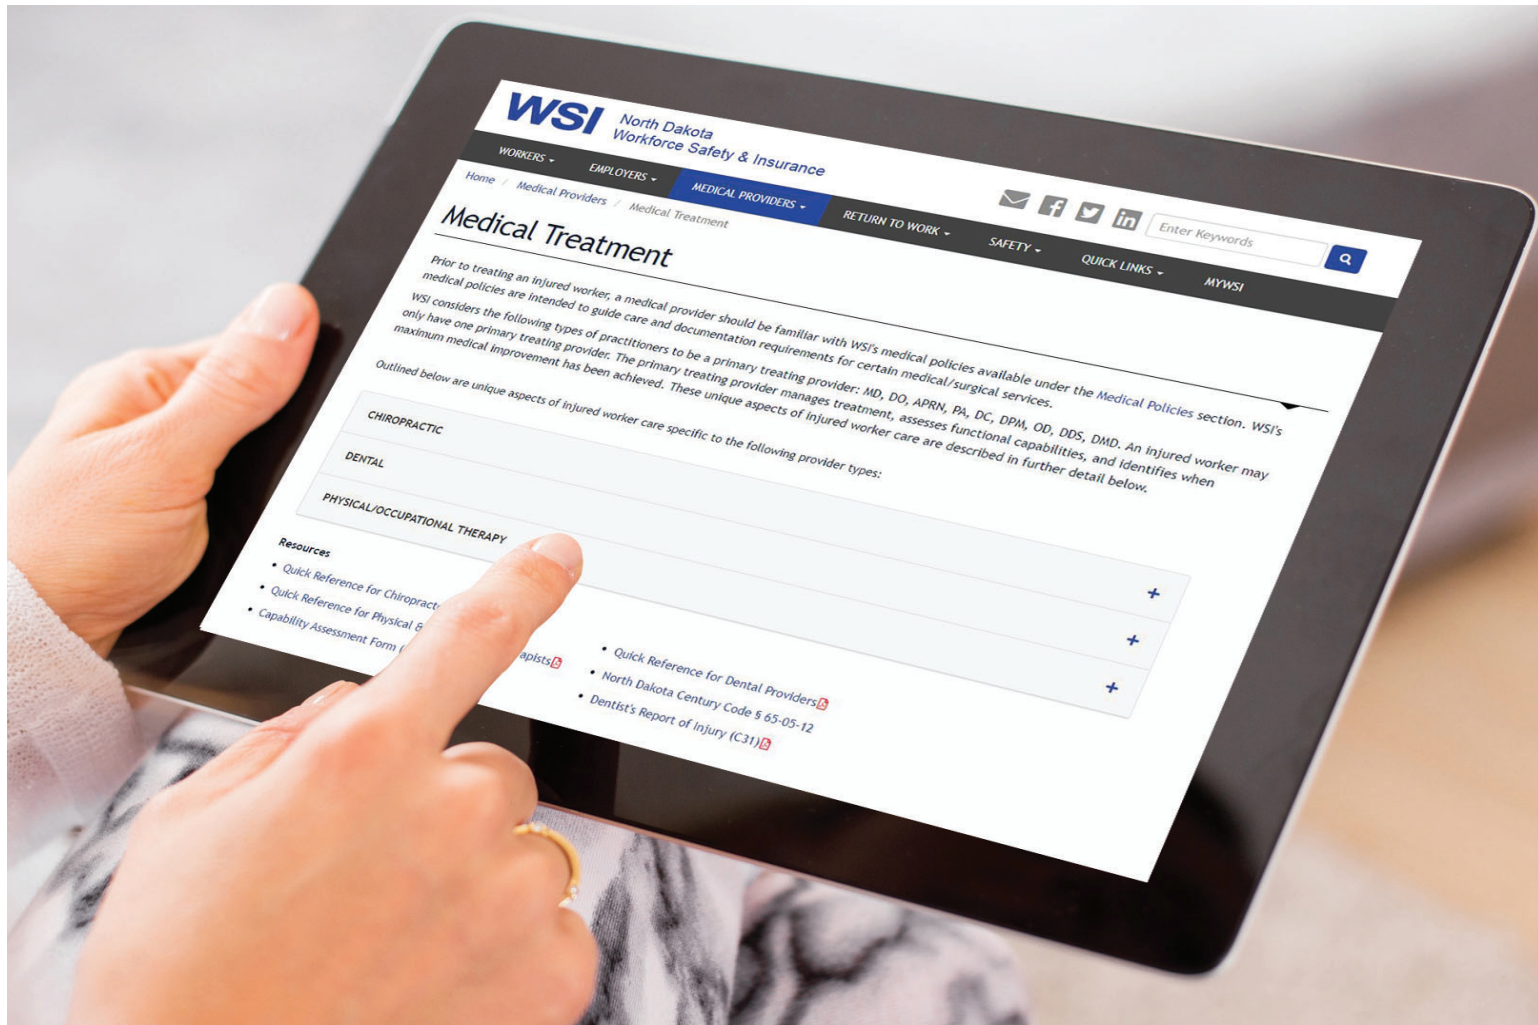 WSI North Dakota
Workforce Safety & Insurance
Enter Keywords
WORKERS EMPLOYERS MEDICAL PROVIDERS RETURN TO WORK SAFETY QUICK LINKS MYWSI
Home / Medical Providers / Medical Treatment
Medical Treatment
Prior to treating an injured worker, a medical provider should be familiar with WSI's medical policies available under the Medical Policies section. WSI's
medical policies are intended to guide care and documentation requirements for certain medical/surgical services.
WSI considers the following types of practitioners to be a primary treating provider: MD, DO, APRN, PA, DC, DPM, OD, DDS, DMD. An injured worker may
only have one primary treating provider. The primary treating provider manages treatment, assesses functional capabilities, and identifies when
maximum medical improvement has been achieved. These unique aspects of injured worker care are described in further detail below.
Outlined below are unique aspects of injured worker care specific to the following provider types:
CHIROPRACTIC +
DENTAL +
PHYSICAL/OCCUPATIONAL THERAPY +
Resources
• Quick Reference for
• Quick Reference for Physical &
• Capability Assessment Form
• Quick Reference for Dental Providers
• North Dakota Century Code § 65-05-12
• Dentist's Report of Injury (C31)